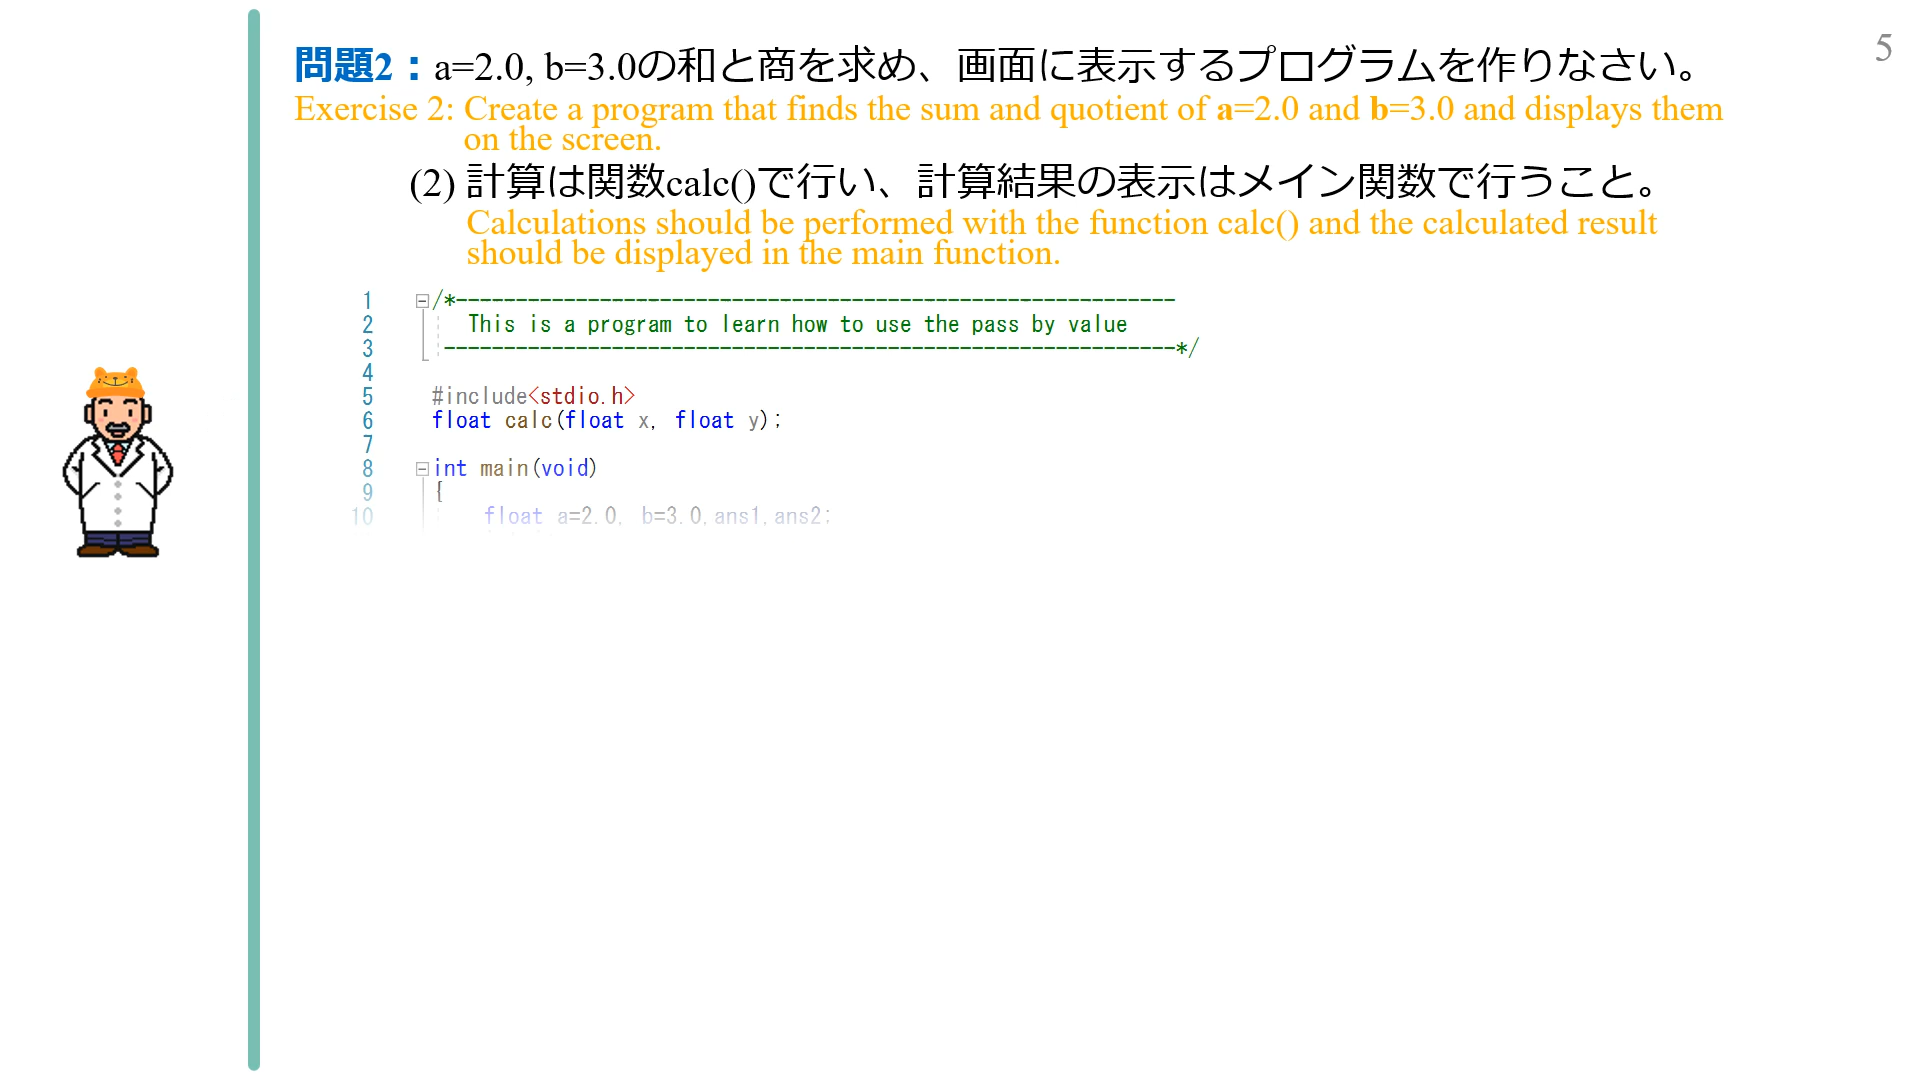 5
問題2：a=2.0, b=3.0の和と商を求め、画面に表示するプログラムを作りなさい。
Exercise 2: Create a program that finds the sum and quotient of a=2.0 and b=3.0 and displays them
on the screen.
(2) 計算は関数calc()で行い、計算結果の表示はメイン関数で行うこと。
Calculations should be performed with the function calc() and the calculated result
should be displayed in the main function.
1 /*------------------------------------------------------------
2 This is a program to learn how to use the pass by value
3 -------------------------------------------------------------*/
4
5 #include<stdio.h>
6 float calc(float x, float y);
7
8 int main(void)
9 {
10 float a=2.0, b=3.0,ans1,ans2;